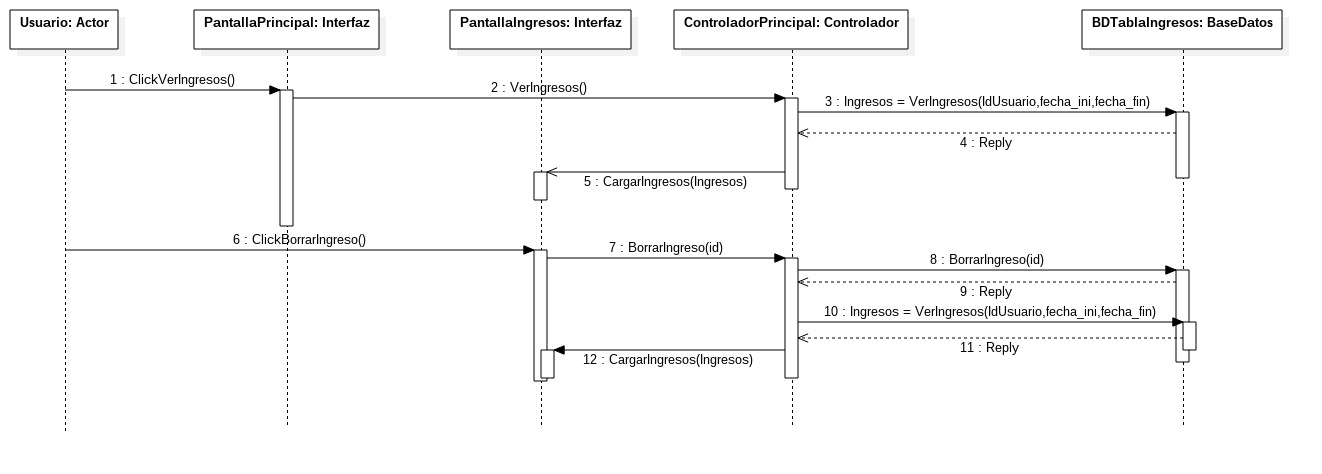 Usuario: Actor
PantallaPrincipal: Interfaz
PantallaIngresos: Interfaz
ControladorPrincipal: Controlador
BDTablaIngresos: BaseDatos
1 : ClickVerIngresos()
2 : VerIngresos()
3 : Ingresos = VerIngresos(IdUsuario,fecha_ini,fecha_fin)
4 : Reply
5 : CargarIngresos(Ingresos)
6 : ClickBorrarIngreso()
7 : BorrarIngreso(id)
8 : BorrarIngreso(id)
9 : Reply
10 : Ingresos = VerIngresos(IdUsuario,fecha_ini,fecha_fin)
11 : Reply
12 : CargarIngresos(Ingresos)